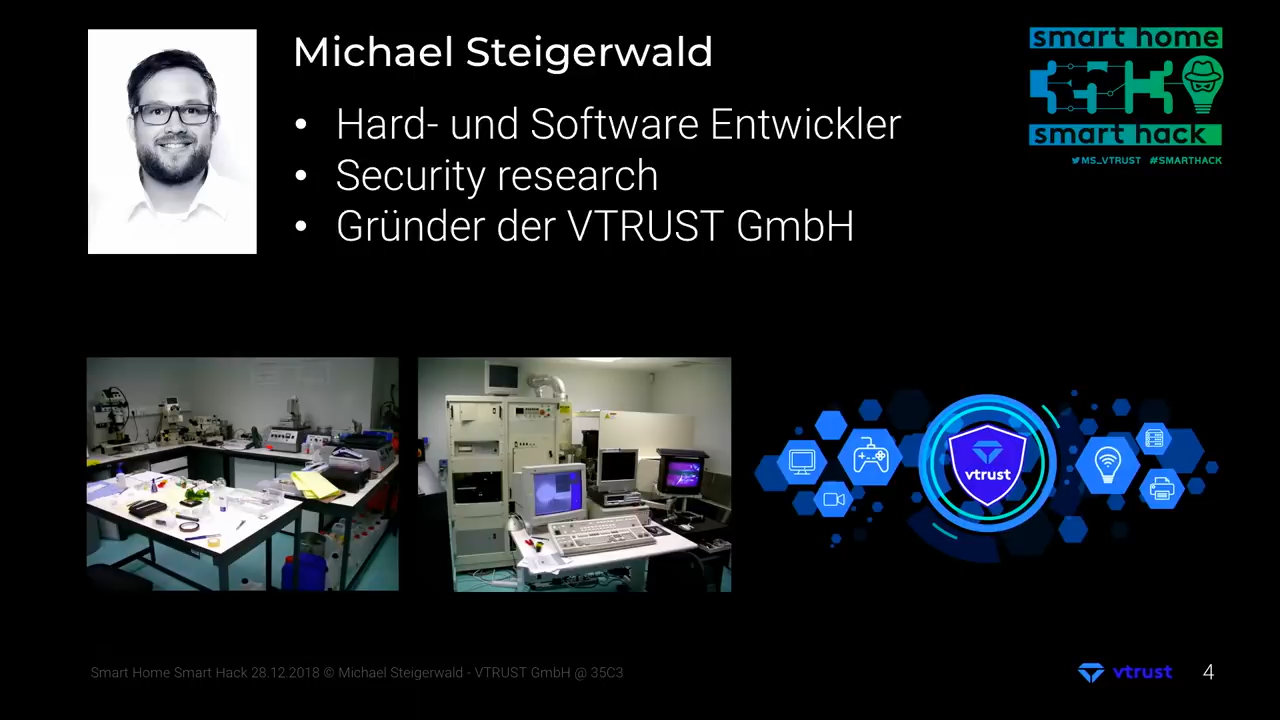 Michael Steigerwald
• Hard- und Software Entwickler
• Security research
• Gründer der VTRUST GmbH
smart home
35C3
smart hack
MS_VTRUST #SMARTHACK
vtrust
Smart Home Smart Hack 28.12.2018 © Michael Steigerwald - VTRUST GmbH @ 35C3
vtrust 4